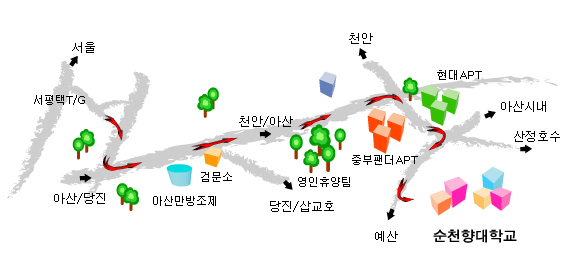 서울
천안
현대APT
서평택T/G
아산시내
천안/아산
산정호수
중부팬더APT
검문소
영인휴양림
아산/당진
아산만방조제
당진/삽교호
예산
순천향대학교